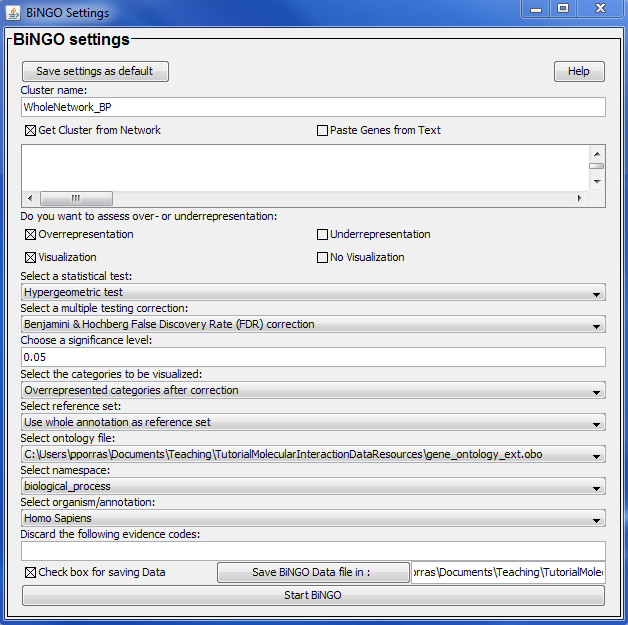 BiNGO Settings
BiNGO settings
Save settings as default Help
Cluster name:
WholeNetwork_BP
Get Cluster from Network Paste Genes from Text
Do you want to assess over- or underrepresentation:
Overrepresentation Underrepresentation
Visualization No Visualization
Select a statistical test:
Hypergeometric test
Select a multiple testing correction:
Benjamini & Hochberg False Discovery Rate (FDR) correction
Choose a significance level:
0.05
Select the categories to be visualized:
Overrepresented categories after correction
Select reference set:
Use whole annotation as reference set
Select ontology file:
C:\Users\pporras\Documents\Teaching\TutorialMolecularInteractionDataResources\gene_ontology_ext.obo
Select namespace:
biological_process
Select organism/annotation:
Homo Sapiens
Discard the following evidence codes:
Check box for saving Data Save BiNGO Data file in : orras\Documents\Teaching\TutorialMole
Start BiNGO